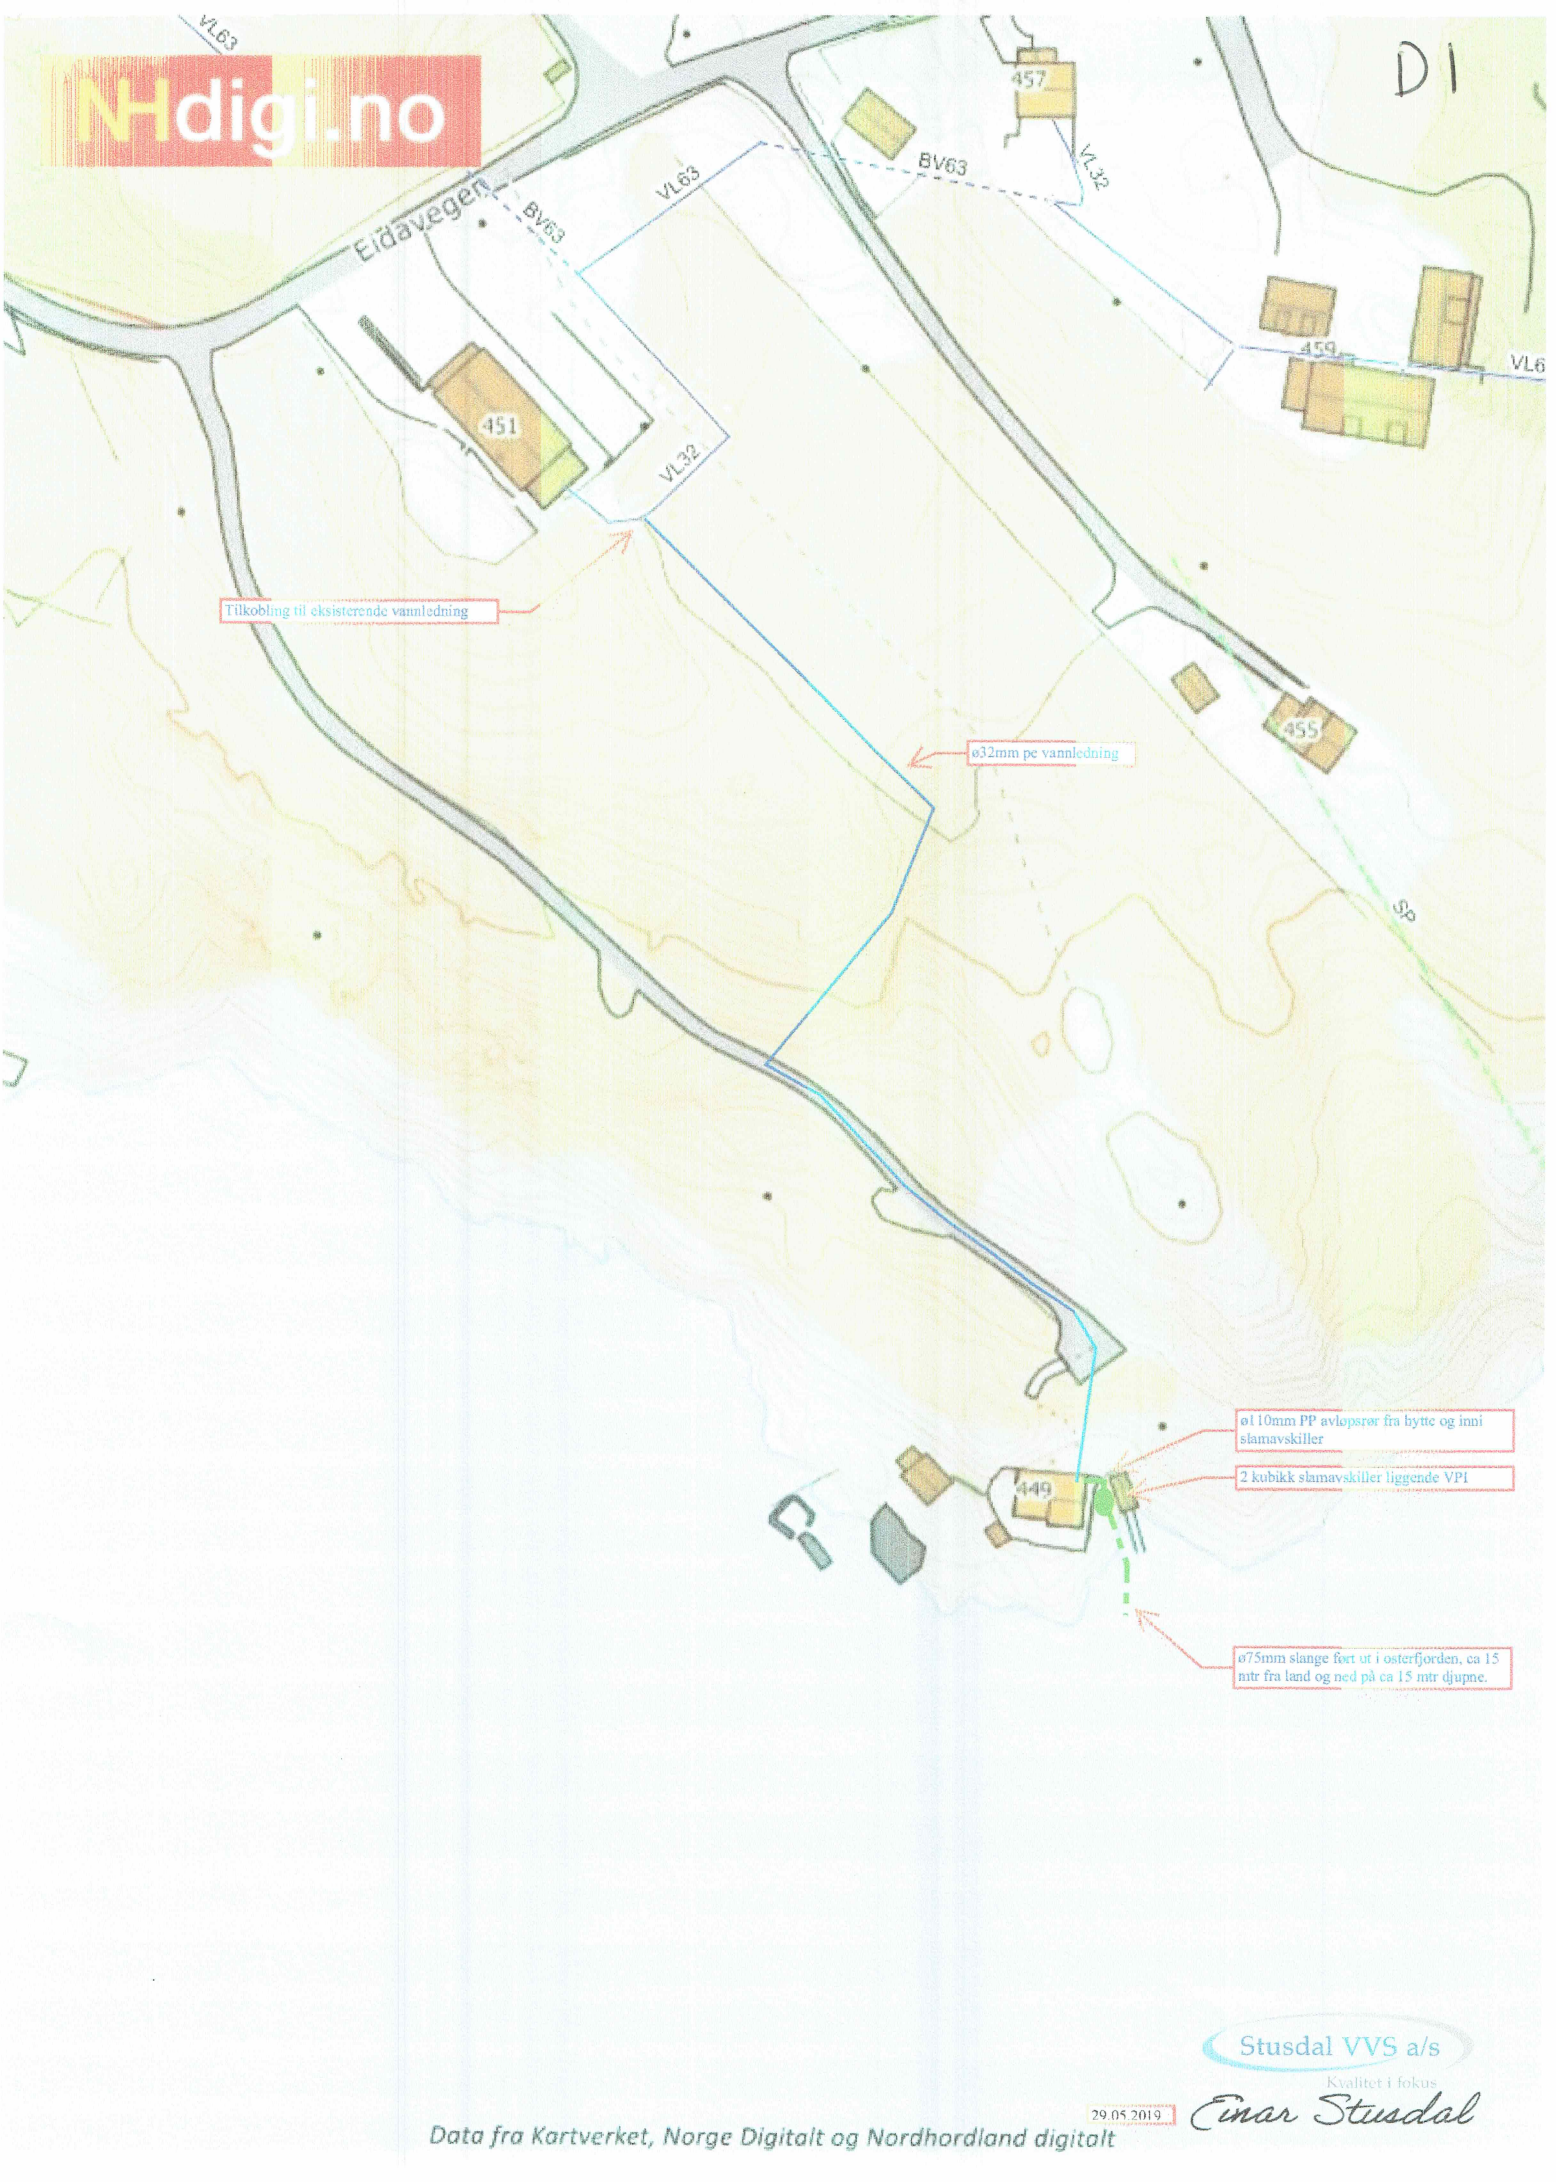 VL63
D1
NHdigi.no
457
VL32
BV63
VL63
Eidavegen
BV63
459
VL6
451
VL32
Tilkobling til eksisterende vannledning
455
ø32mm pe vannledning
SP
ø110mm PP avløpsrør fra hytte og inni
slamavskiller
2 kubikk slamavskiller liggende VPI
449
ø75mm slange ført ut i osterfjorden, ca 15
mtr fra land og ned på ca 15 mtr djupne.
Stusdal VVS a/s
Kvalitet i fokus
29.05.2019
Einar Stusdal
Data fra Kartverket, Norge Digitalt og Nordhordland digitalt